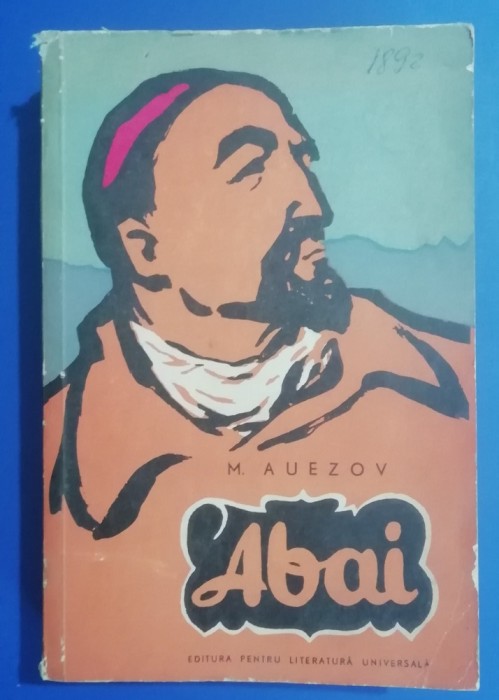 1892
M. AUEZOV
Abai
EDITURA PENTRU LITERATURĂ UNIVERSALĂ